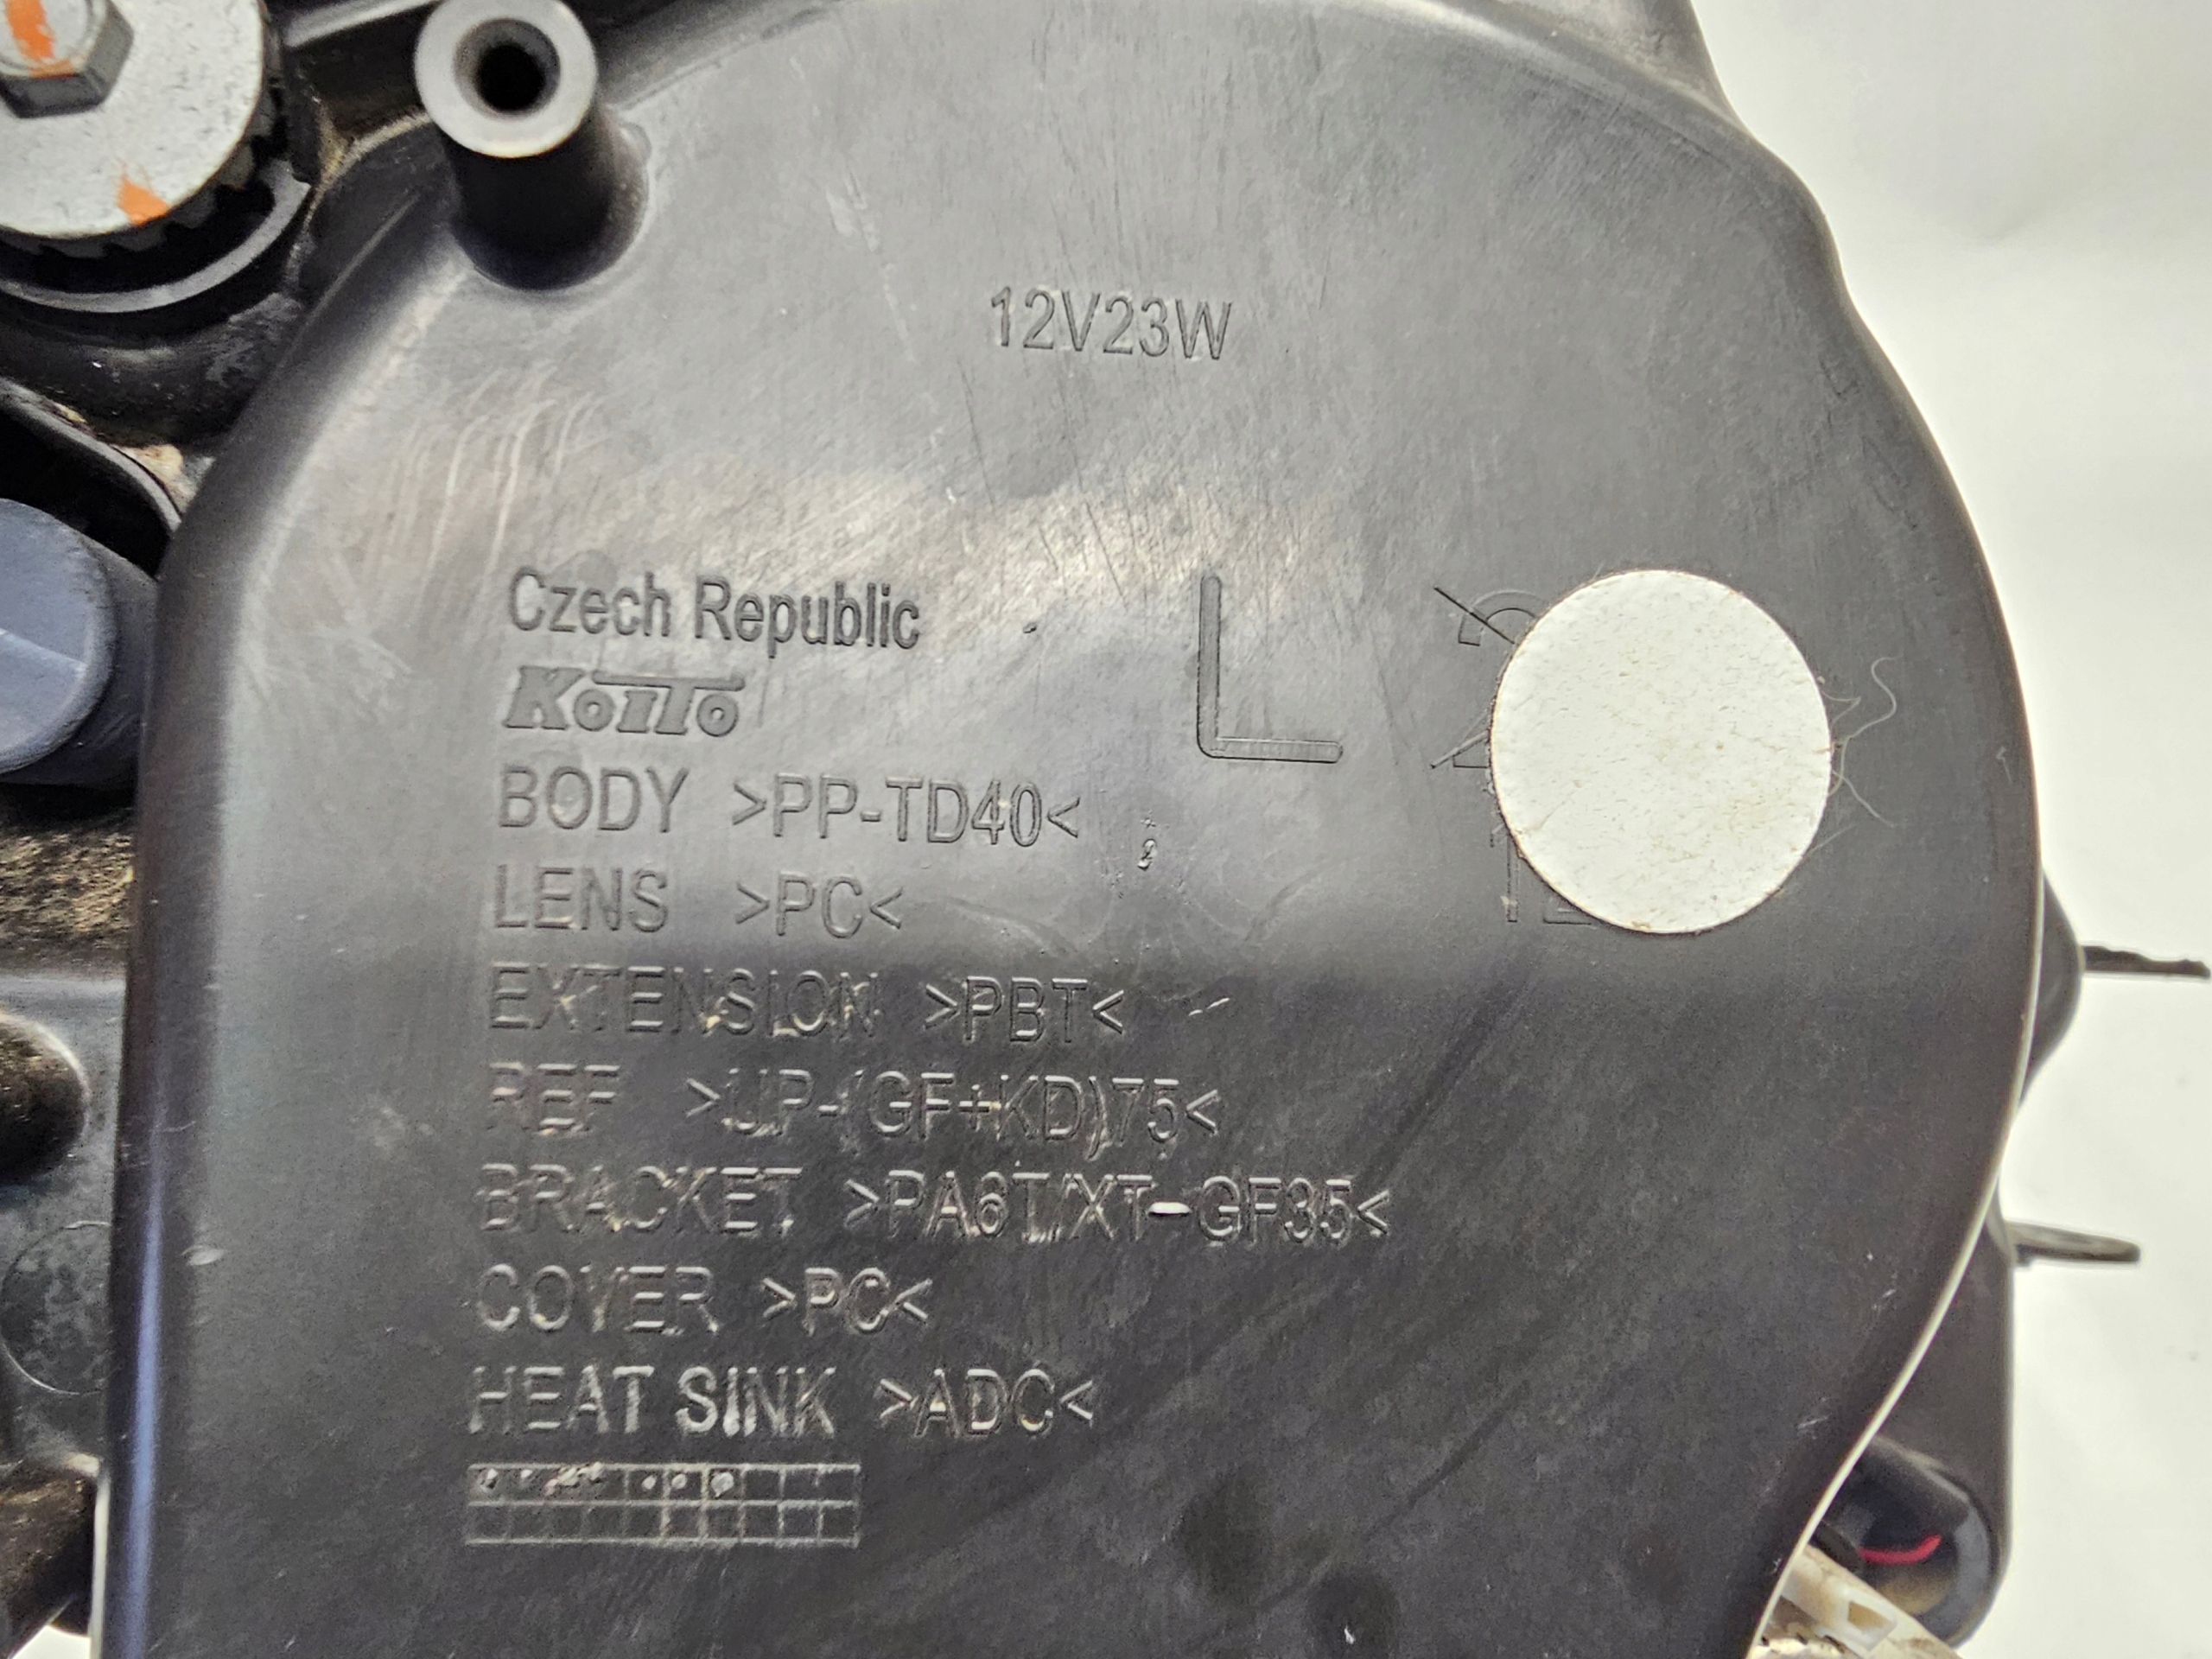 12V23W
Czech Republic
KOITO
L
BODY >PP-TD40<
LENS >PC<
EXTENSION >PBT<
REF >UP-(GF+KD)75<
BRACKET >PA6T/XT-GF35<
COVER >PC<
HEAT SINK >ADC<